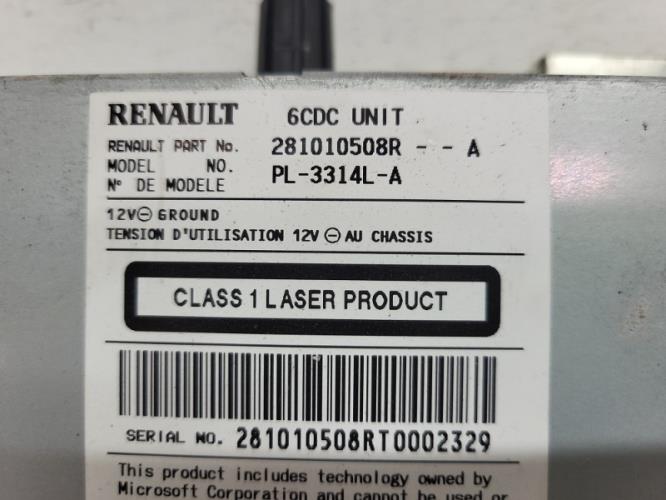 RENAULT 6CDC UNIT
RENAULT PART No. 281010508R - - A
MODEL NO. PL-3314L-A
N° DE MODELE
12V⊖ GROUND
TENSION D'UTILISATION 12V ⊖ AU CHASSIS
CLASS 1 LASER PRODUCT
SERIAL NO. 281010508RT0002329
This product includes technology owned by
Microsoft Corporation and cannot be used or